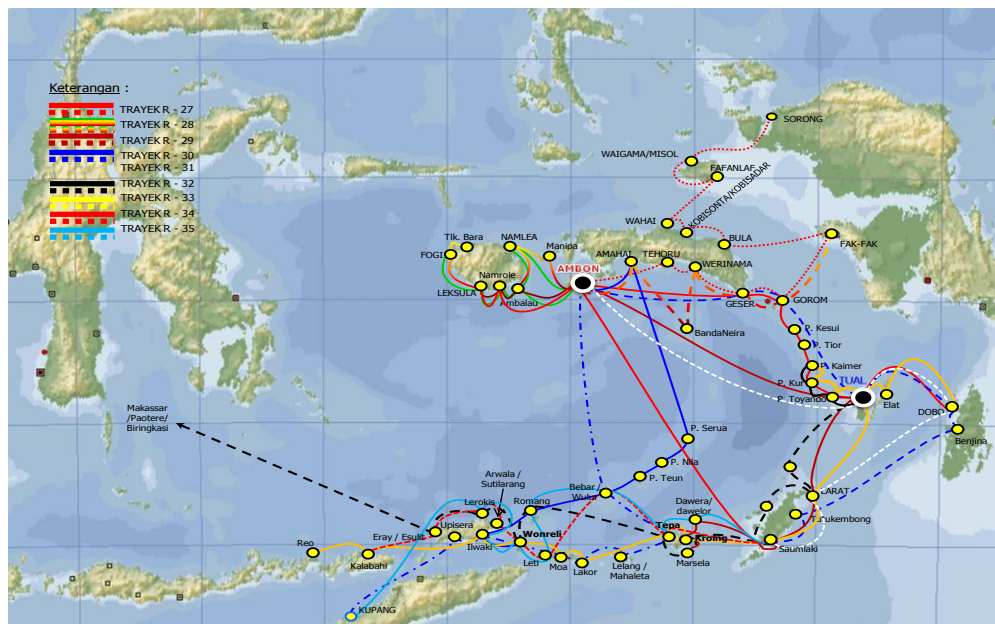 Keterangan :
TRAYEK R - 27
TRAYEK R - 28
TRAYEK R - 29
TRAYEK R - 30
TRAYEK R - 31
TRAYEK R - 32
TRAYEK R - 33
TRAYEK R - 34
TRAYEK R - 35
SORONG
WAIGAMA/MISOL
FAFANLAF
KOBISONTA/KOBISADAR
WAHAI
BULA
FAK-FAK
Tlk. Bara
NAMLEA
Manipa
FOGI
AMBON
AMAHAI
TEHORU
WERINAMA
LEKSULA
Namrole
Ambalau
GESER
GOROM
BandaNeira
P. Kesui
P. Tior
P. Kaimer
P. Kur
TUAL
P. Toyando
Elat
DOBO
Benjina
Makassar
/Paotere/
Biringkasi
P. Serua
P. Nila
P. Teun
Arwala /
Sutilarang
Lerokis
Romang
Bebar/
Wulur
Dawera/
dawelor
LARAT
Turukembong
Upisera
Eray / Esulit
Ilwaki
Wonreli
Tepa
Kroing
Saumlaki
Reo
Kalabahi
Leti
Moa
Lakor
Lelang /
Mahaleta
Marsela
KUPANG